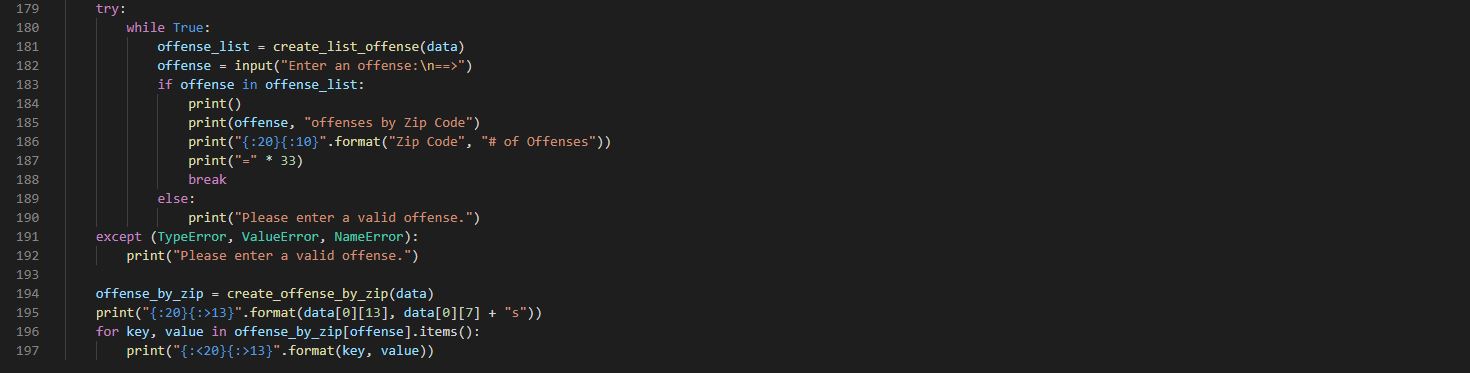 179 try:
180 while True:
181 offense_list = create_list_offense(data)
182 offense = input("Enter an offense:\n==>")
183 if offense in offense_list:
184 print()
185 print(offense, "offenses by Zip Code")
186 print("{:20}{:10}".format("Zip Code", "# of Offenses"))
187 print("=" * 33)
188 break
189 else:
190 print("Please enter a valid offense.")
191 except (TypeError, ValueError, NameError):
192 print("Please enter a valid offense.")
193
194 offense_by_zip = create_offense_by_zip(data)
195 print("{:20}{:>13}".format(data[0][13], data[0][7] + "s"))
196 for key, value in offense_by_zip[offense].items():
197 print("{:<20}{:>13}".format(key, value))